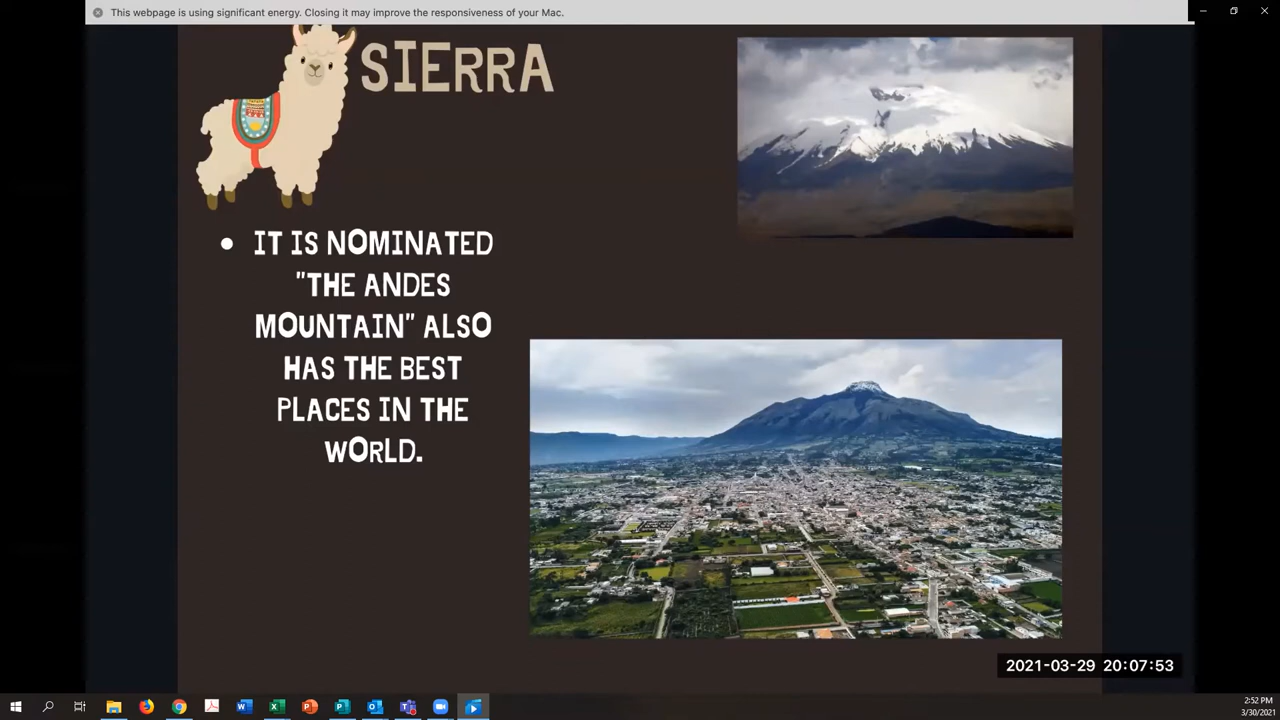 This webpage is using significant energy. Closing it may improve the responsiveness of your Mac.
SIERRA
• IT IS NOMINATED
"THE ANDES
MOUNTAIN" ALSO
HAS THE BEST
PLACES IN THE
WORLD.
2021-03-29 20:07:53
2:52 PM
3/30/2021